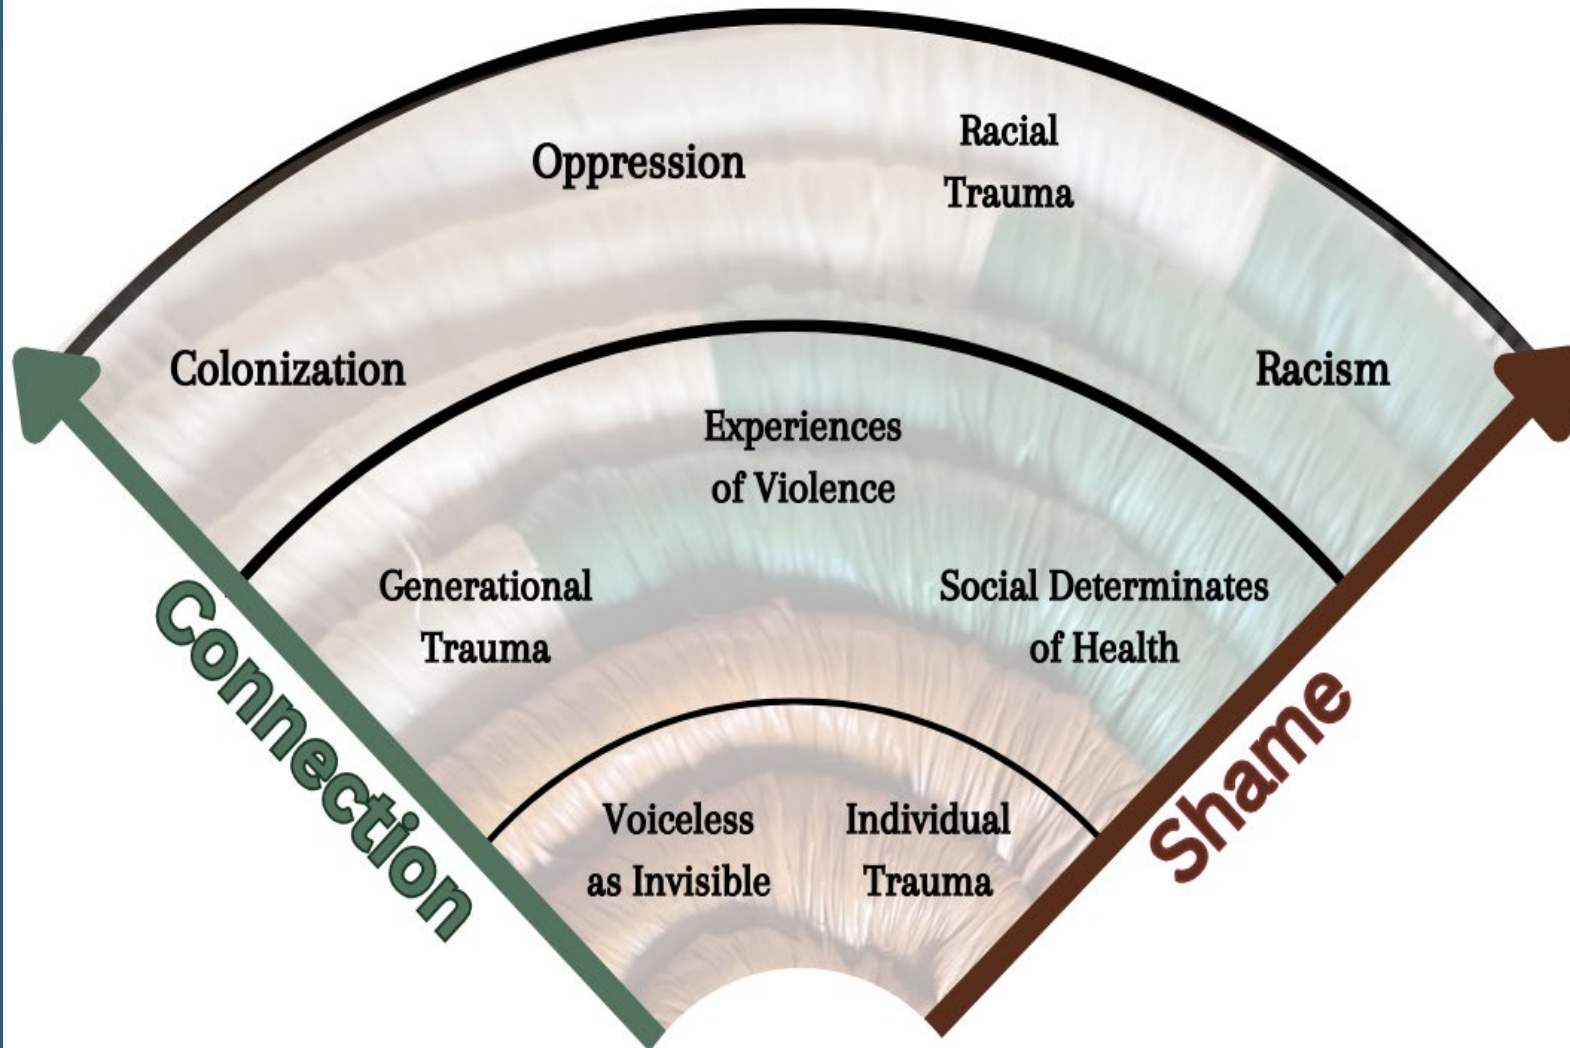 Oppression
Racial
Trauma
Colonization
Racism
Experiences
of Violence
Generational
Trauma
Social Determinates
of Health
Connection
Shame
Voiceless
as Invisible
Individual
Trauma